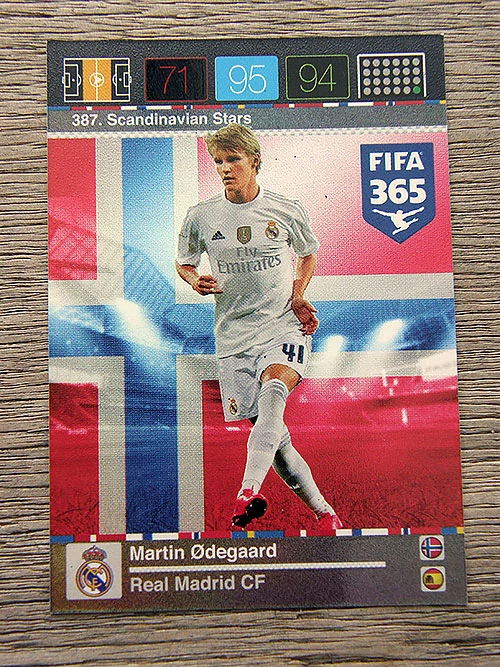 71 95 94
387. Scandinavian Stars
FIFA
365
Fly
Emirates
41
Martin Ødegaard
Real Madrid CF